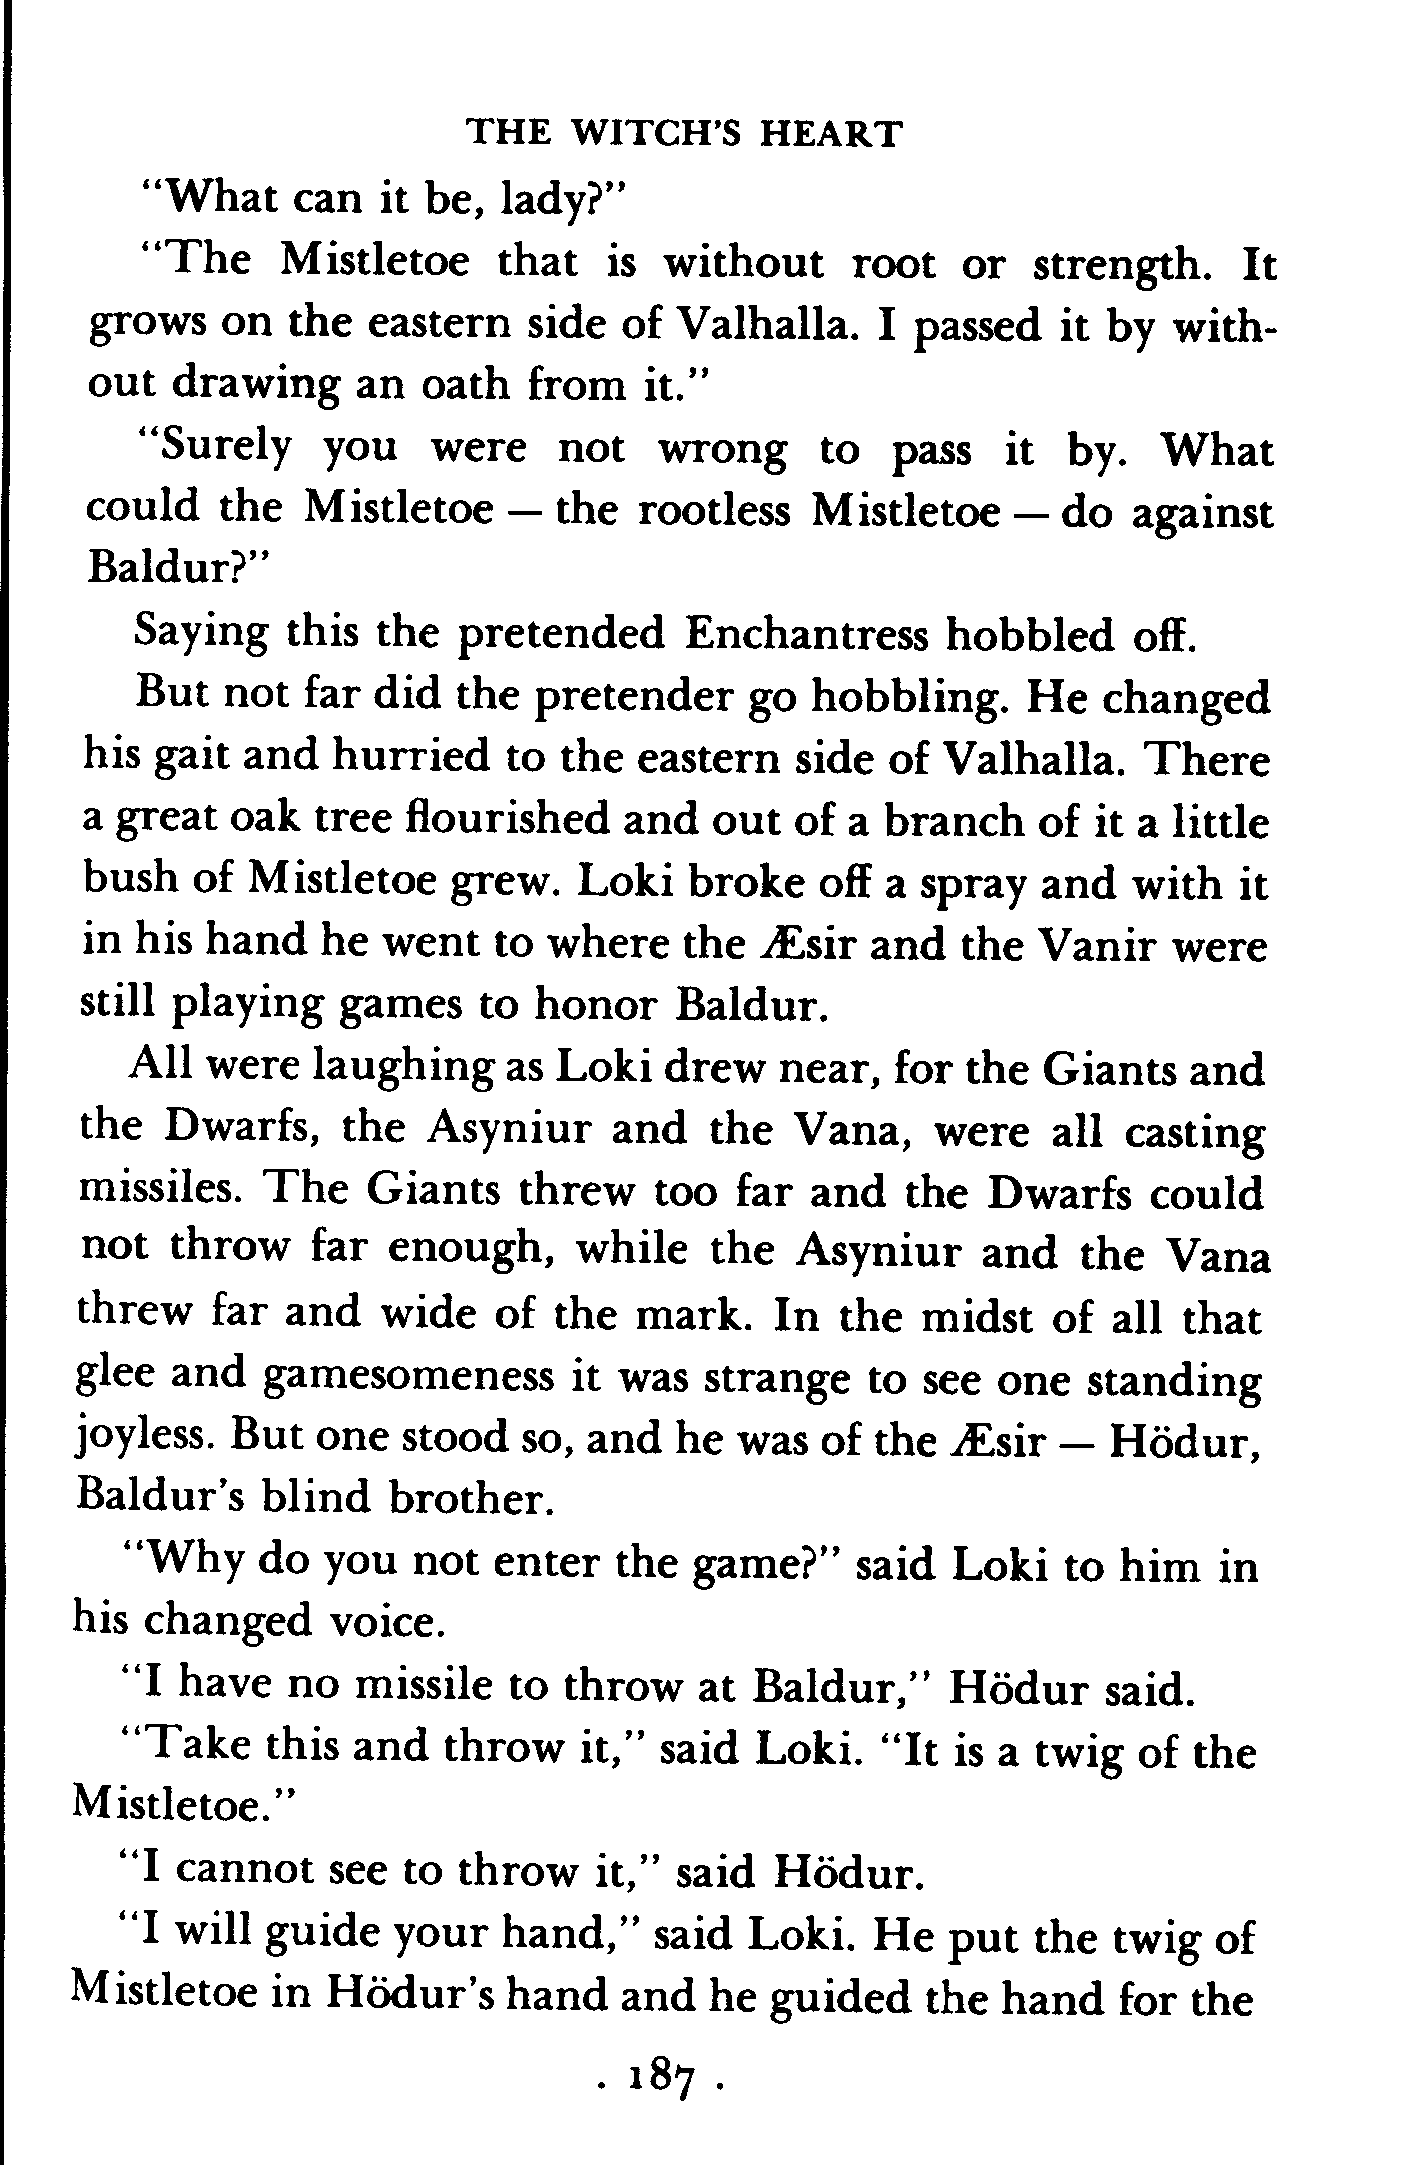 THE WITCH'S HEART
"What can it be, lady?"
"The Mistletoe that is without root or strength. It
grows on the eastern side of Valhalla. I passed it by with-
out drawing an oath from it."
"Surely you were not wrong to pass it by. What
could the Mistletoe — the rootless Mistletoe — do against
Baldur?"
Saying this the pretended Enchantress hobbled off.
But not far did the pretender go hobbling. He changed
his gait and hurried to the eastern side of Valhalla. There
a great oak tree flourished and out of a branch of it a little
bush of Mistletoe grew. Loki broke off a spray and with it
in his hand he went to where the Æsir and the Vanir were
still playing games to honor Baldur.
All were laughing as Loki drew near, for the Giants and
the Dwarfs, the Asyniur and the Vana, were all casting
missiles. The Giants threw too far and the Dwarfs could
not throw far enough, while the Asyniur and the Vana
threw far and wide of the mark. In the midst of all that
glee and gamesomeness it was strange to see one standing
joyless. But one stood so, and he was of the Æsir — Hödur,
Baldur's blind brother.
"Why do you not enter the game?" said Loki to him in
his changed voice.
"I have no missile to throw at Baldur," Hödur said.
"Take this and throw it," said Loki. "It is a twig of the
Mistletoe."
"I cannot see to throw it," said Hödur.
"I will guide your hand," said Loki. He put the twig of
Mistletoe in Hödur's hand and he guided the hand for the
. 187 .